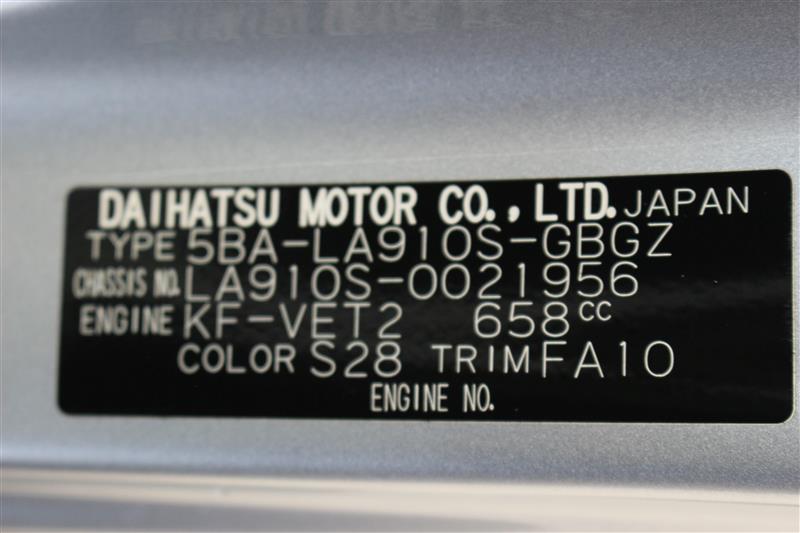 DAIHATSU MOTOR CO., LTD. JAPAN
TYPE 5BA-LA910S-GBGZ
CHASSIS NO. LA910S-0021956
ENGINE KF-VET2 658cc
COLOR S28 TRIM FA10
ENGINE NO.